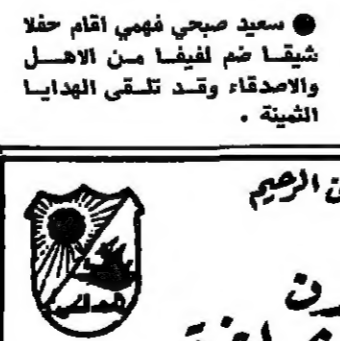 ● سعيد صبحي فهمي اقام حفلا
شيقا ضم لفيفا من الاهل
والاصدقاء وقد تلقى الهدايا
الثمينة .
الرحيم